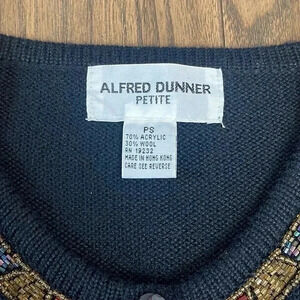 ALFRED DUNNER
PETITE
PS
70% ACRYLIC
30% WOOL
RN 19232
MADE IN HONG KONG
CARE SEE REVERSE